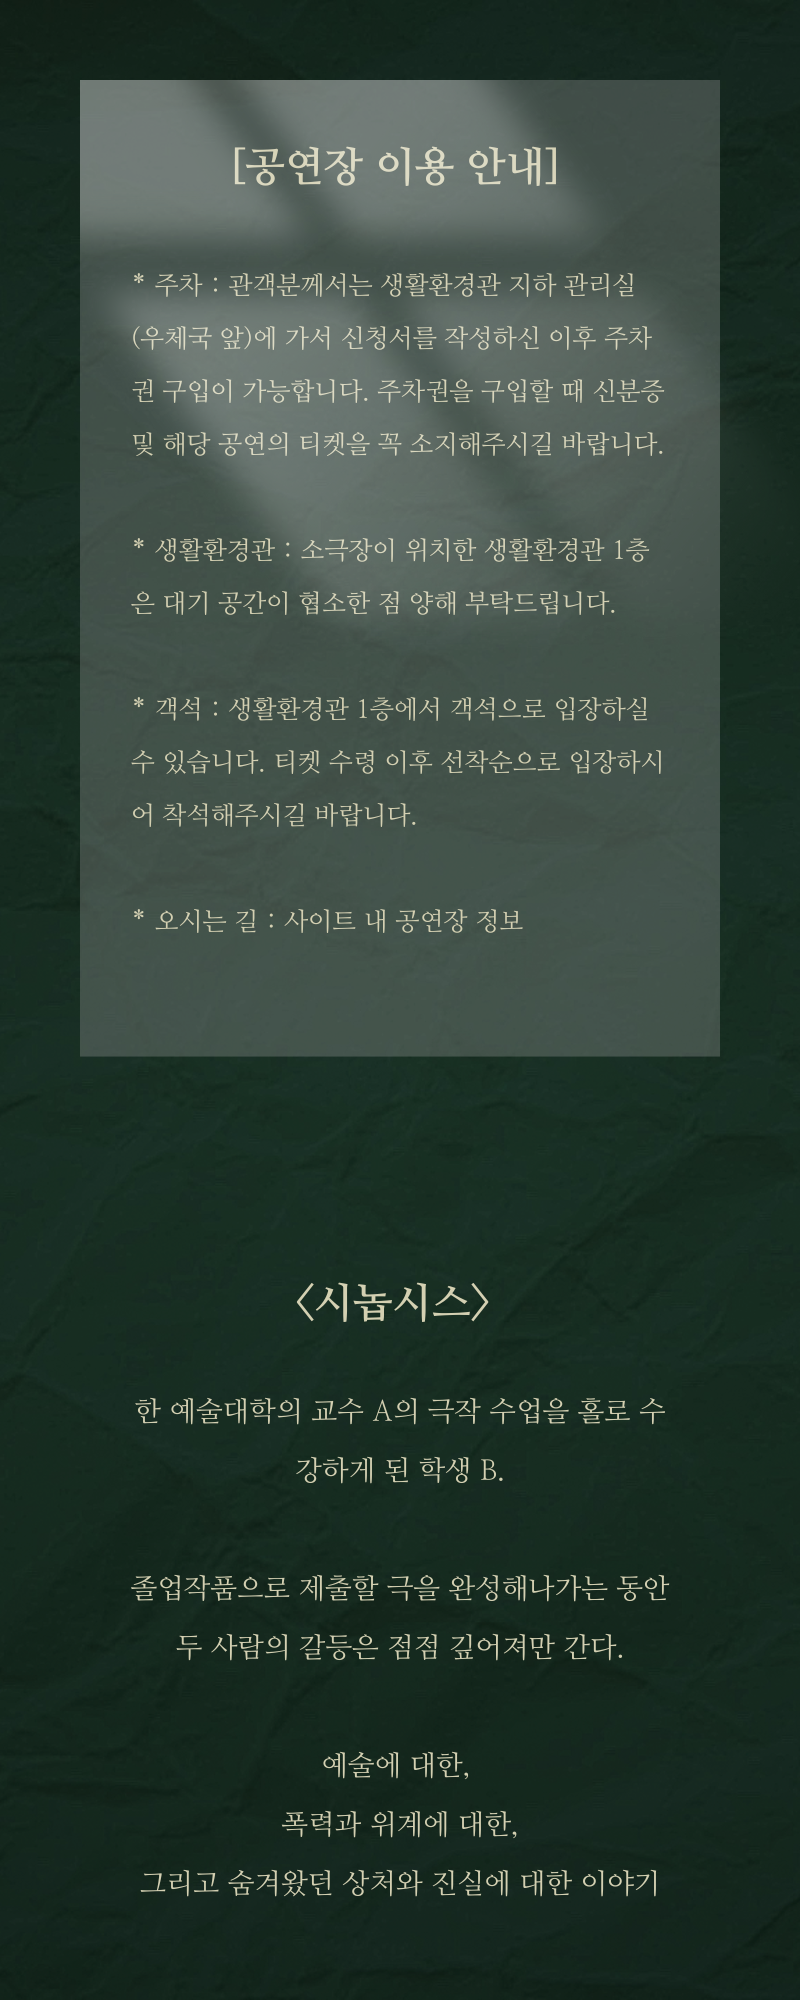 [공연장 이용 안내]
* 주차 : 관객분께서는 생활환경관 지하 관리실
(우체국 앞)에 가서 신청서를 작성하신 이후 주차
권 구입이 가능합니다. 주차권을 구입할 때 신분증
및 해당 공연의 티켓을 꼭 소지해주시길 바랍니다.
* 생활환경관 : 소극장이 위치한 생활환경관 1층
은 대기 공간이 협소한 점 양해 부탁드립니다.
* 객석 : 생활환경관 1층에서 객석으로 입장하실
수 있습니다. 티켓 수령 이후 선착순으로 입장하시
어 착석해주시길 바랍니다.
* 오시는 길 : 사이트 내 공연장 정보
〈시놉시스〉
한 예술대학의 교수 A의 극작 수업을 홀로 수
강하게 된 학생 B.
졸업작품으로 제출할 극을 완성해나가는 동안
두 사람의 갈등은 점점 깊어져만 간다.
예술에 대한,
폭력과 위계에 대한,
그리고 숨겨왔던 상처와 진실에 대한 이야기